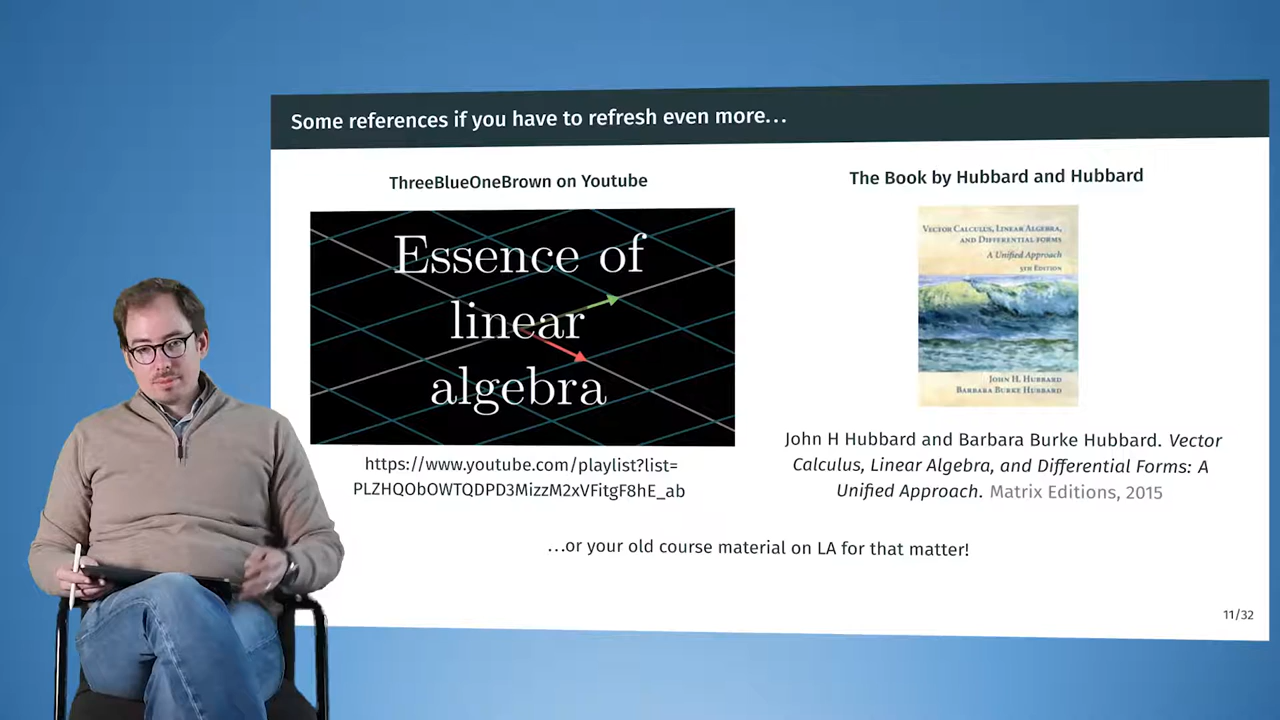 Some references if you have to refresh even more…
ThreeBlueOneBrown on Youtube
Essence of
linear
algebra
https://www.youtube.com/playlist?list=
PLZHQObOWTQDPD3MizzM2xVFitgF8hE_ab
The Book by Hubbard and Hubbard
Vector Calculus, Linear Algebra,
and Differential Forms
A Unified Approach
5th Edition
John H. Hubbard
Barbara Burke Hubbard
John H Hubbard and Barbara Burke Hubbard. Vector
Calculus, Linear Algebra, and Differential Forms: A
Unified Approach. Matrix Editions, 2015
…or your old course material on LA for that matter!
11/32